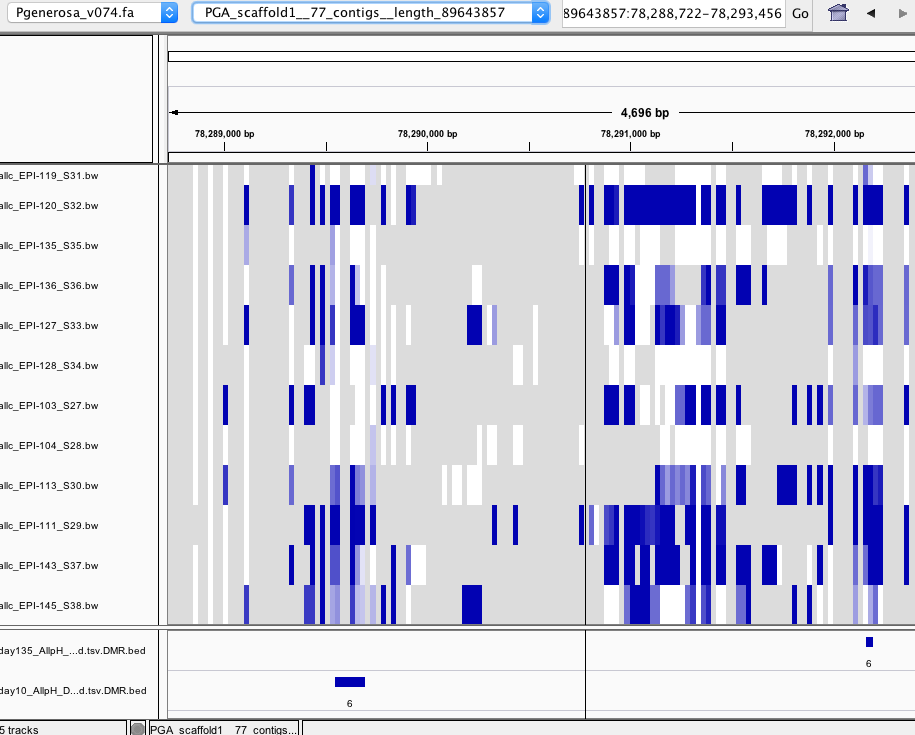 Pgenerosa_v074.fa PGA_scaffold1__77_contigs__length_89643857 89643857:78,288,722-78,293,456 Go
4,696 bp
78,289,000 bp 78,290,000 bp 78,291,000 bp 78,292,000 bp
allc_EPI-119_S31.bw
allc_EPI-120_S32.bw
allc_EPI-135_S35.bw
allc_EPI-136_S36.bw
allc_EPI-127_S33.bw
allc_EPI-128_S34.bw
allc_EPI-103_S27.bw
allc_EPI-104_S28.bw
allc_EPI-113_S30.bw
allc_EPI-111_S29.bw
allc_EPI-143_S37.bw
allc_EPI-145_S38.bw
day135_AllpH_...d.tsv.DMR.bed
6
day10_AllpH_D...d.tsv.DMR.bed
6
5 tracks PGA_scaffold1__77_contigs...